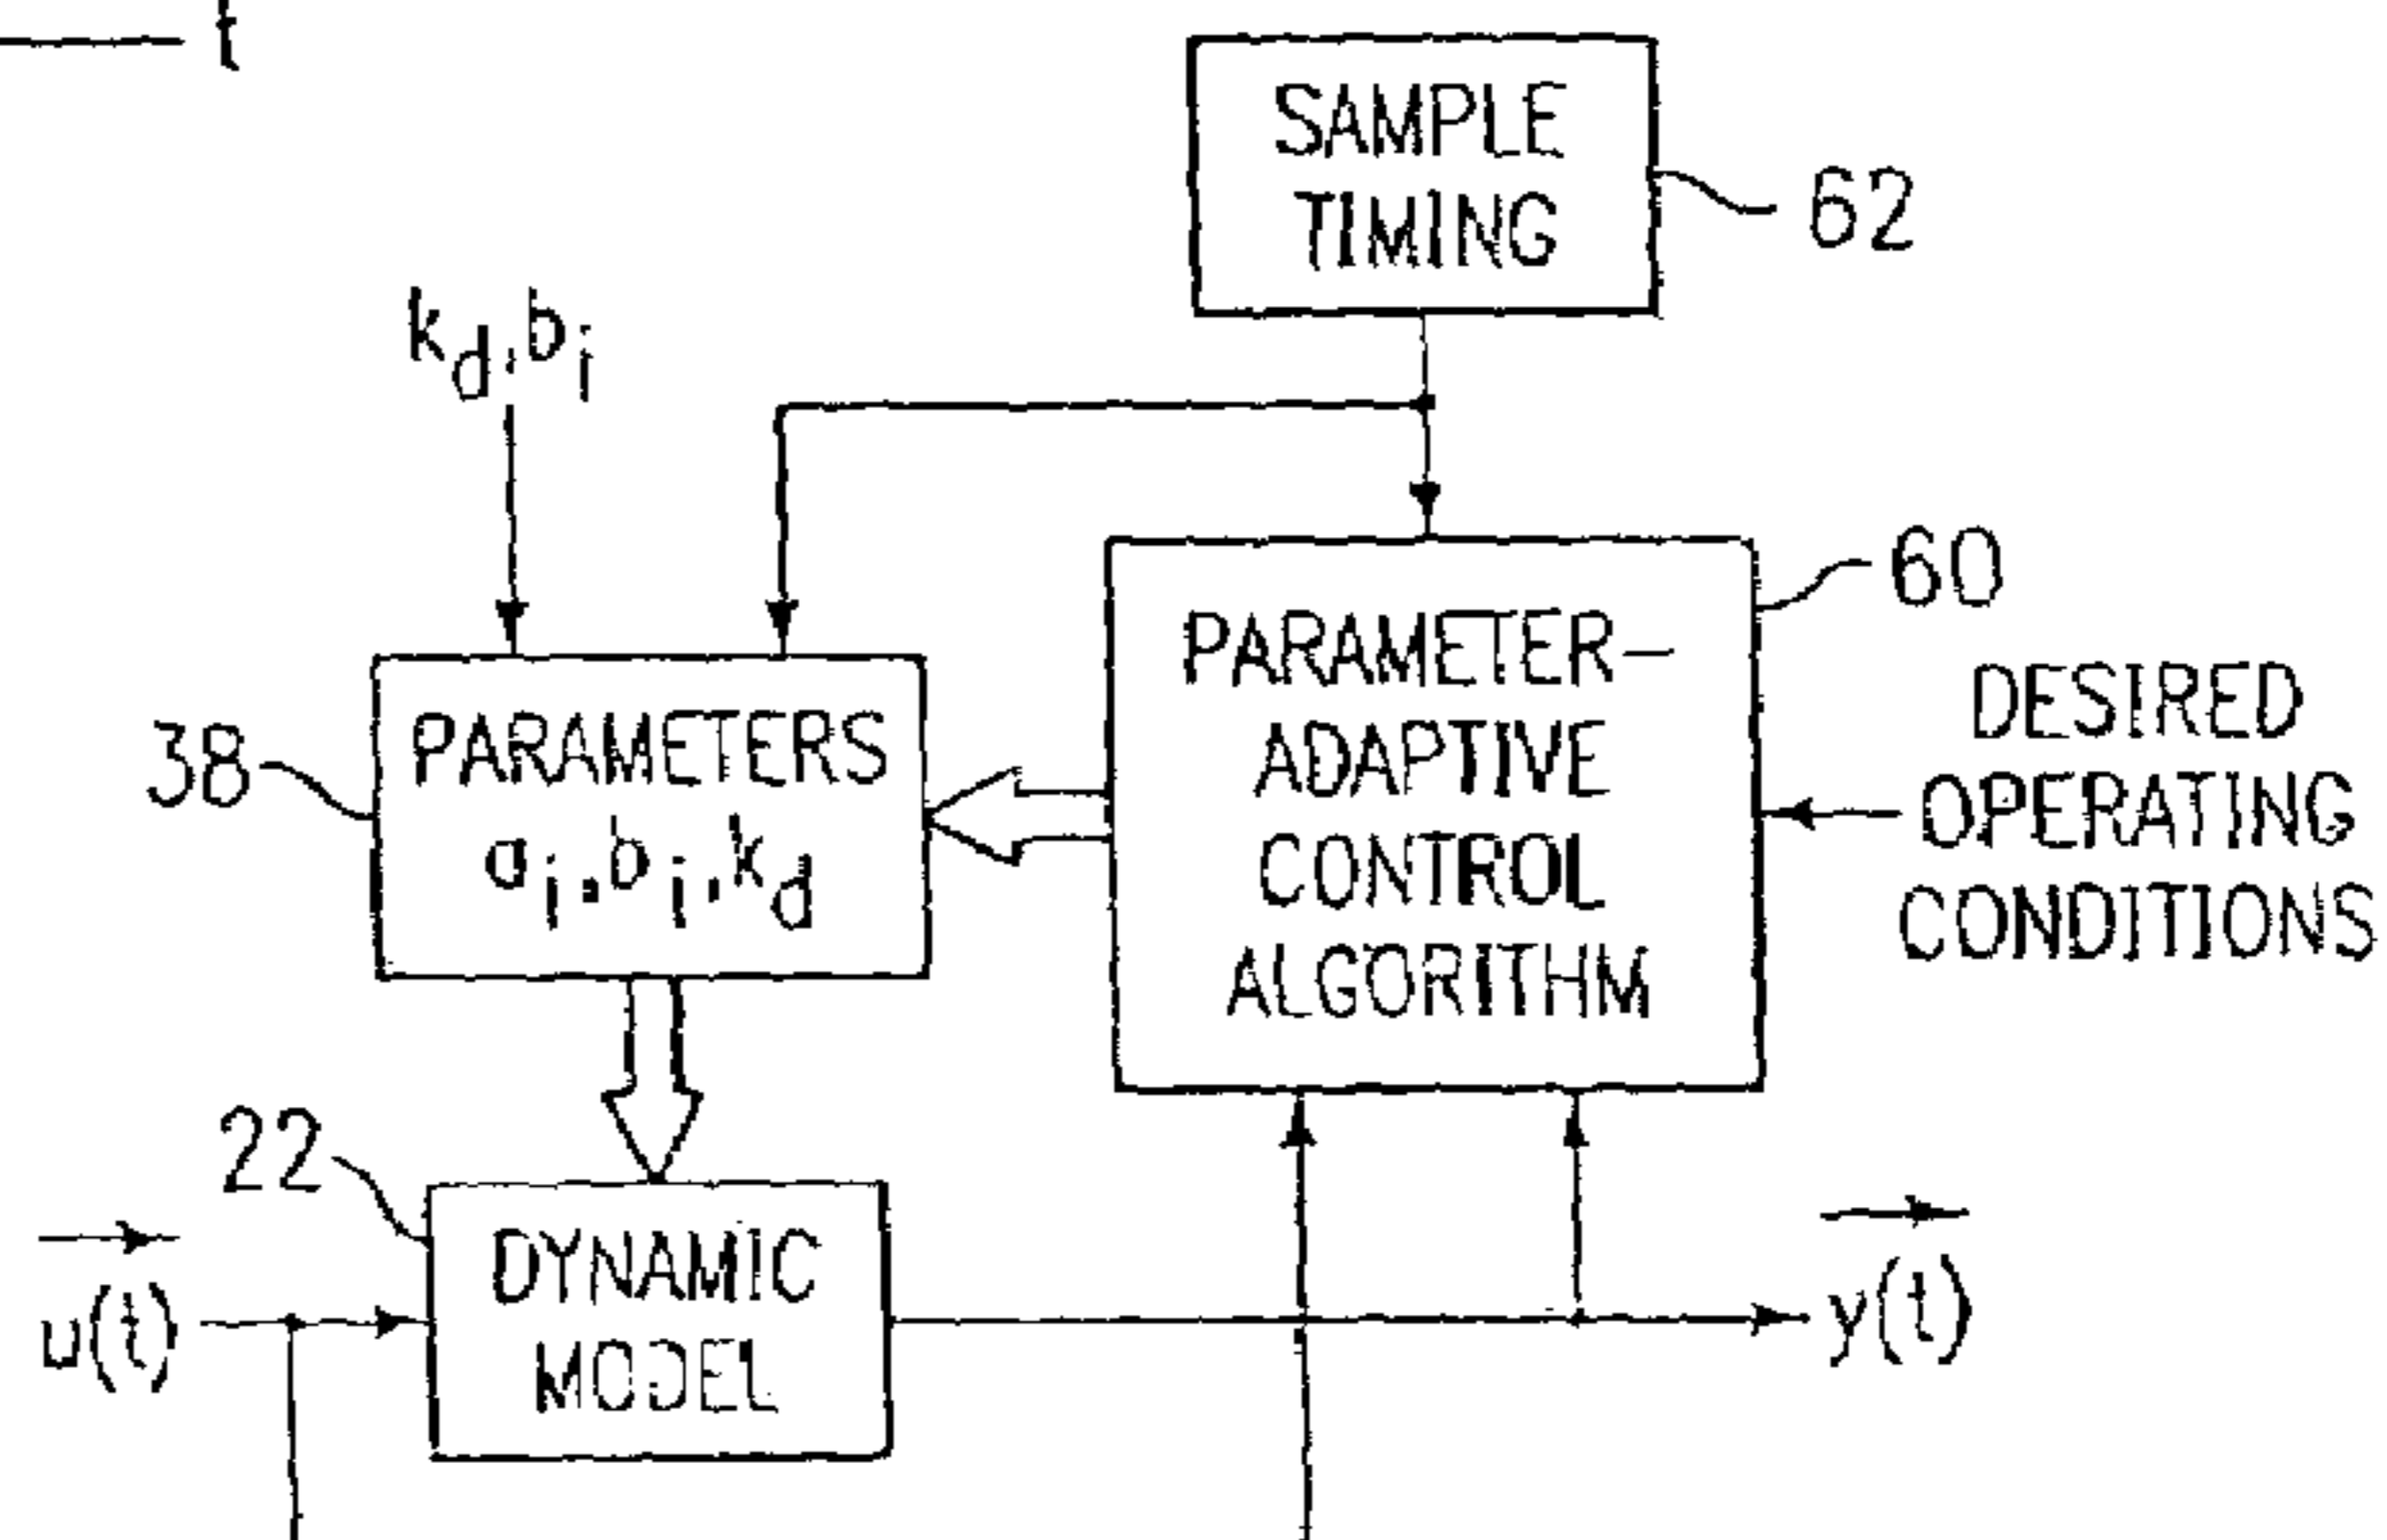 t
SAMPLE
TIMING
62
k_d, b_i
60
PARAMETER-
ADAPTIVE
CONTROL
ALGORITHM
DESIRED
OPERATING
CONDITIONS
38
PARAMETERS
a_i, b_i, k_d
22
DYNAMIC
MODEL
u(t)
y(t)